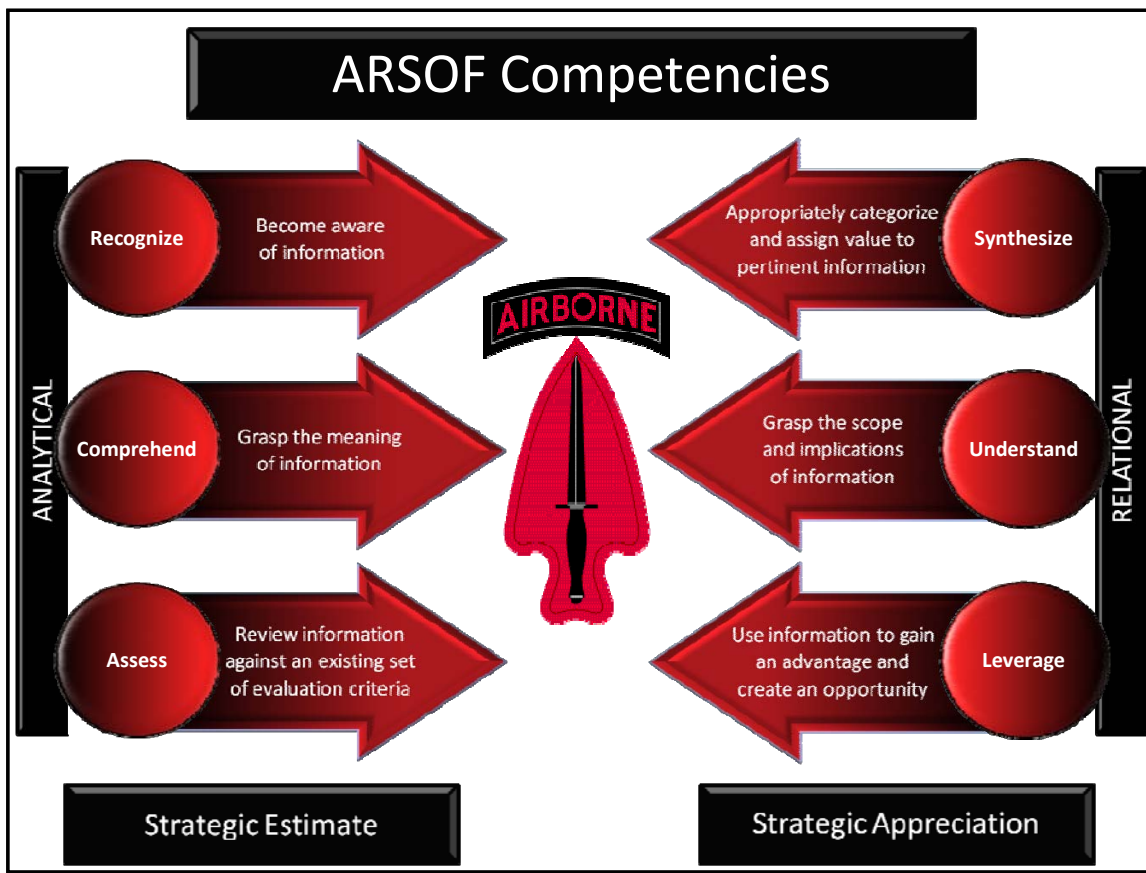 ARSOF Competencies
ANALYTICAL
Recognize
Become aware
of information
Comprehend
Grasp the meaning
of information
Assess
Review information
against an existing set
of evaluation criteria
Strategic Estimate
AIRBORNE
Appropriately categorize
and assign value to
pertinent information
Synthesize
Grasp the scope
and implications
of information
Understand
Use information to gain
an advantage and
create an opportunity
Leverage
RELATIONAL
Strategic Appreciation